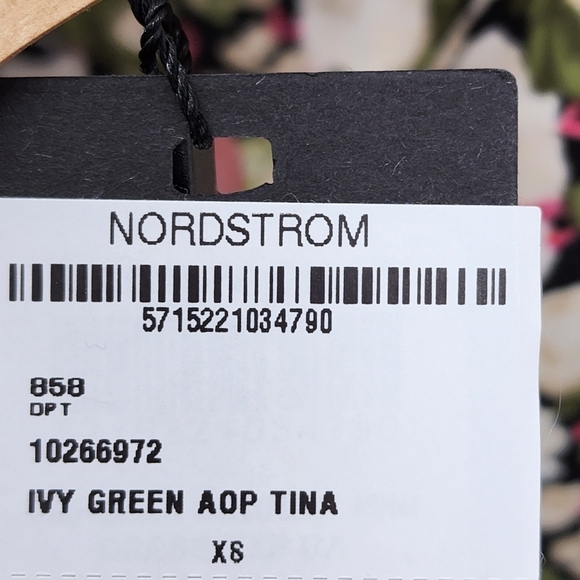 NORDSTROM
5715221034790
858
DPT
10266972
IVY GREEN AOP TINA
XS